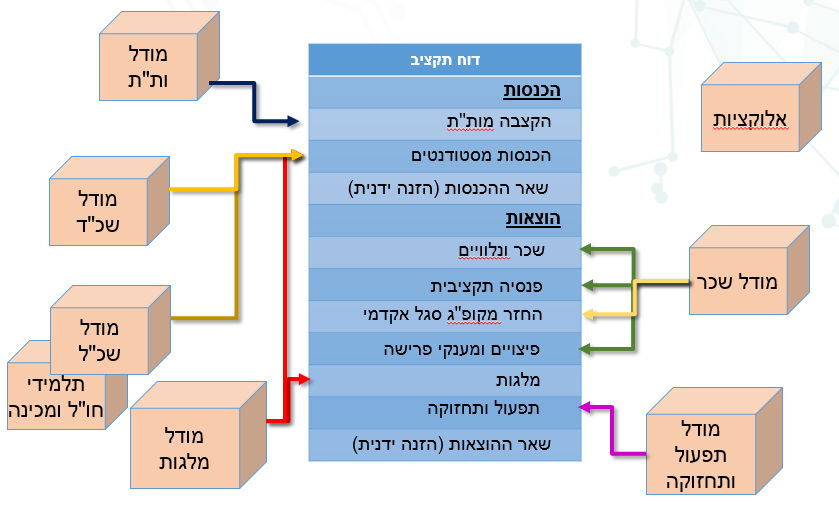 דוח תקציב
הכנסות
הקצבה מות"ת
הכנסות מסטודנטים
שאר ההכנסות (הזנה ידנית)
הוצאות
שכר ונלוויים
פנסיה תקציבית
החזר מקופ"ג סגל אקדמי
פיצויים ומענקי פרישה
מלגות
תפעול ותחזוקה
שאר ההוצאות (הזנה ידנית)
אלוקציות
מודל שכר
מודל
תפעול
ותחזוקה
מודל
ות"ת
מודל
שכ"ד
מודל
שכ"ל
תלמידי
חו"ל ומכינה
מודל
מלגות